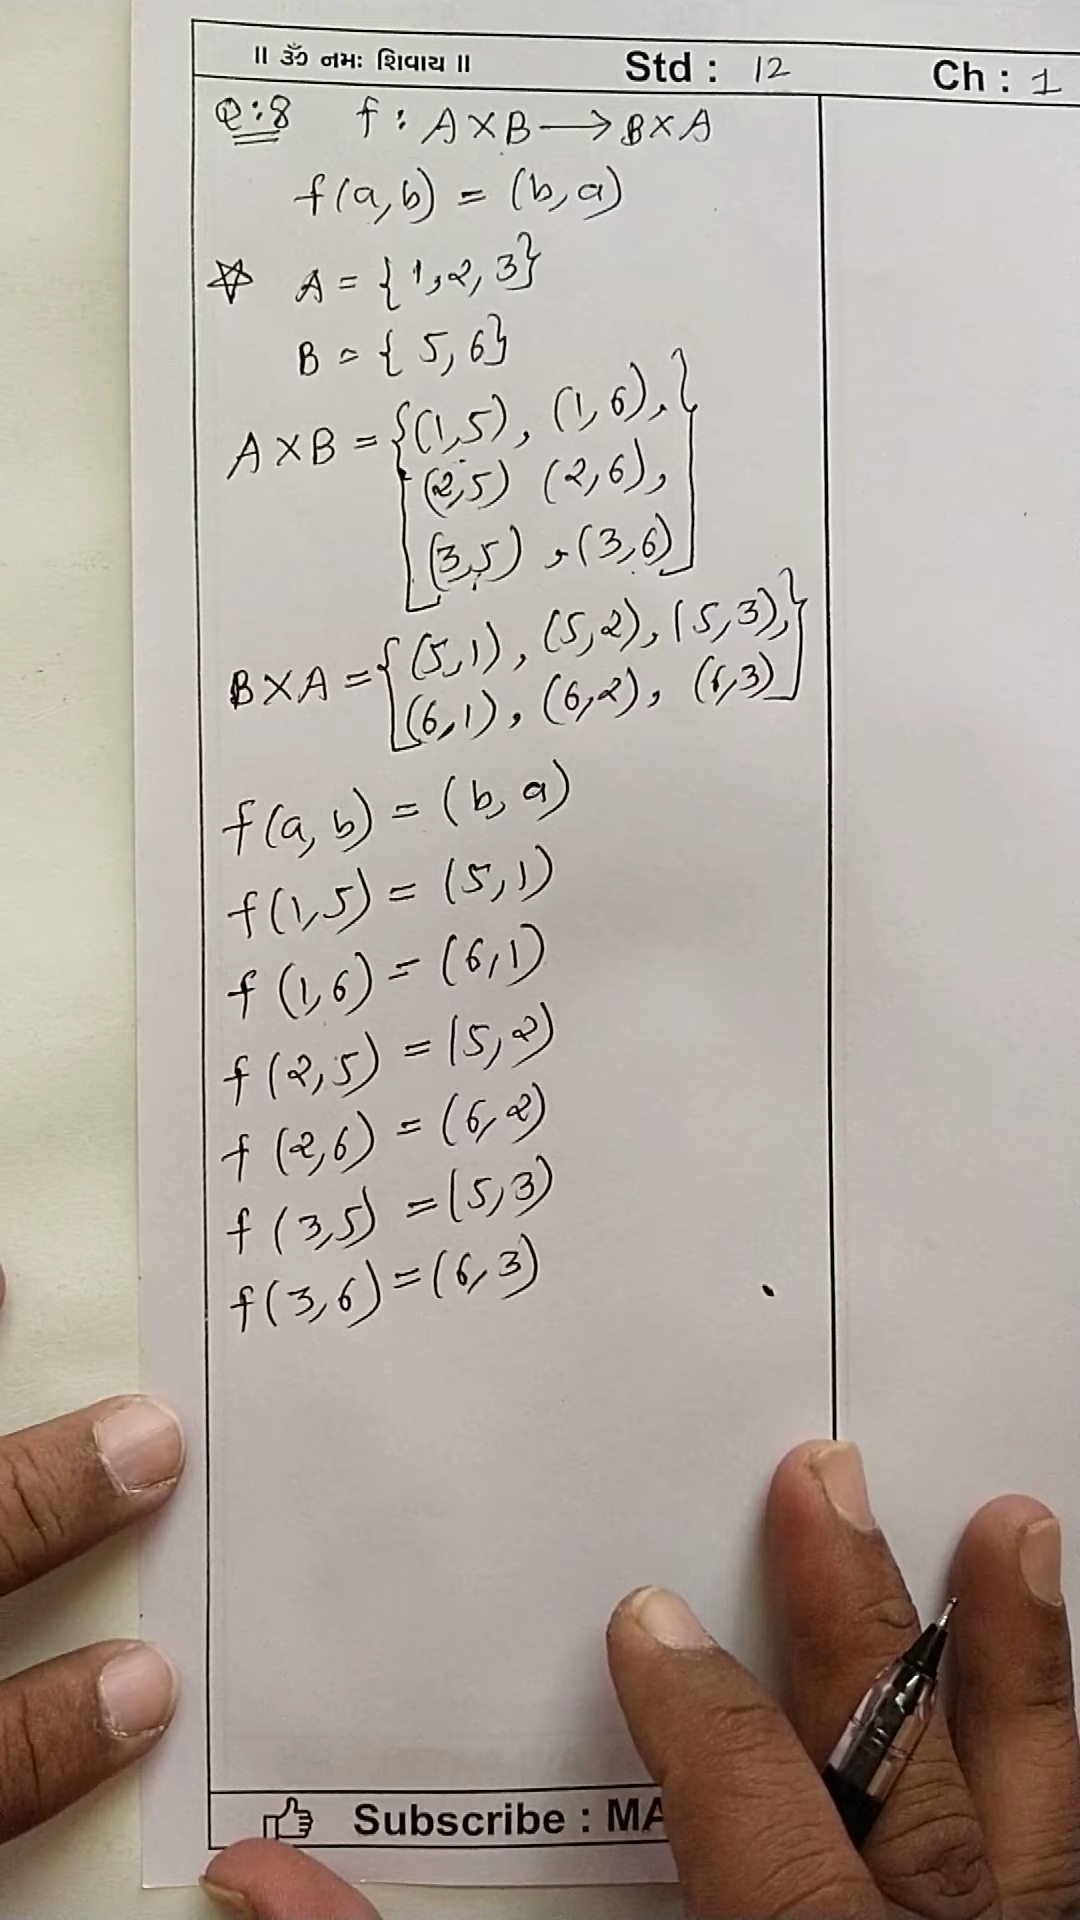 ॥ ૐ નમઃ શિવાય ॥ Std : 12 Ch : 1
Q:8 f : A×B ⟶ B×A
f(a,b) = (b,a)
☆ A = {1,2,3}
B = {5,6}
A×B = {(1,5), (1,6),
(2,5) (2,6),
(3,5), (3,6)}
B×A = {(5,1), (5,2), (5,3),
(6,1), (6,2), (6,3)}
f(a,b) = (b,a)
f(1,5) = (5,1)
f(1,6) = (6,1)
f(2,5) = (5,2)
f(2,6) = (6,2)
f(3,5) = (5,3)
f(3,6) = (6,3)
Subscribe :